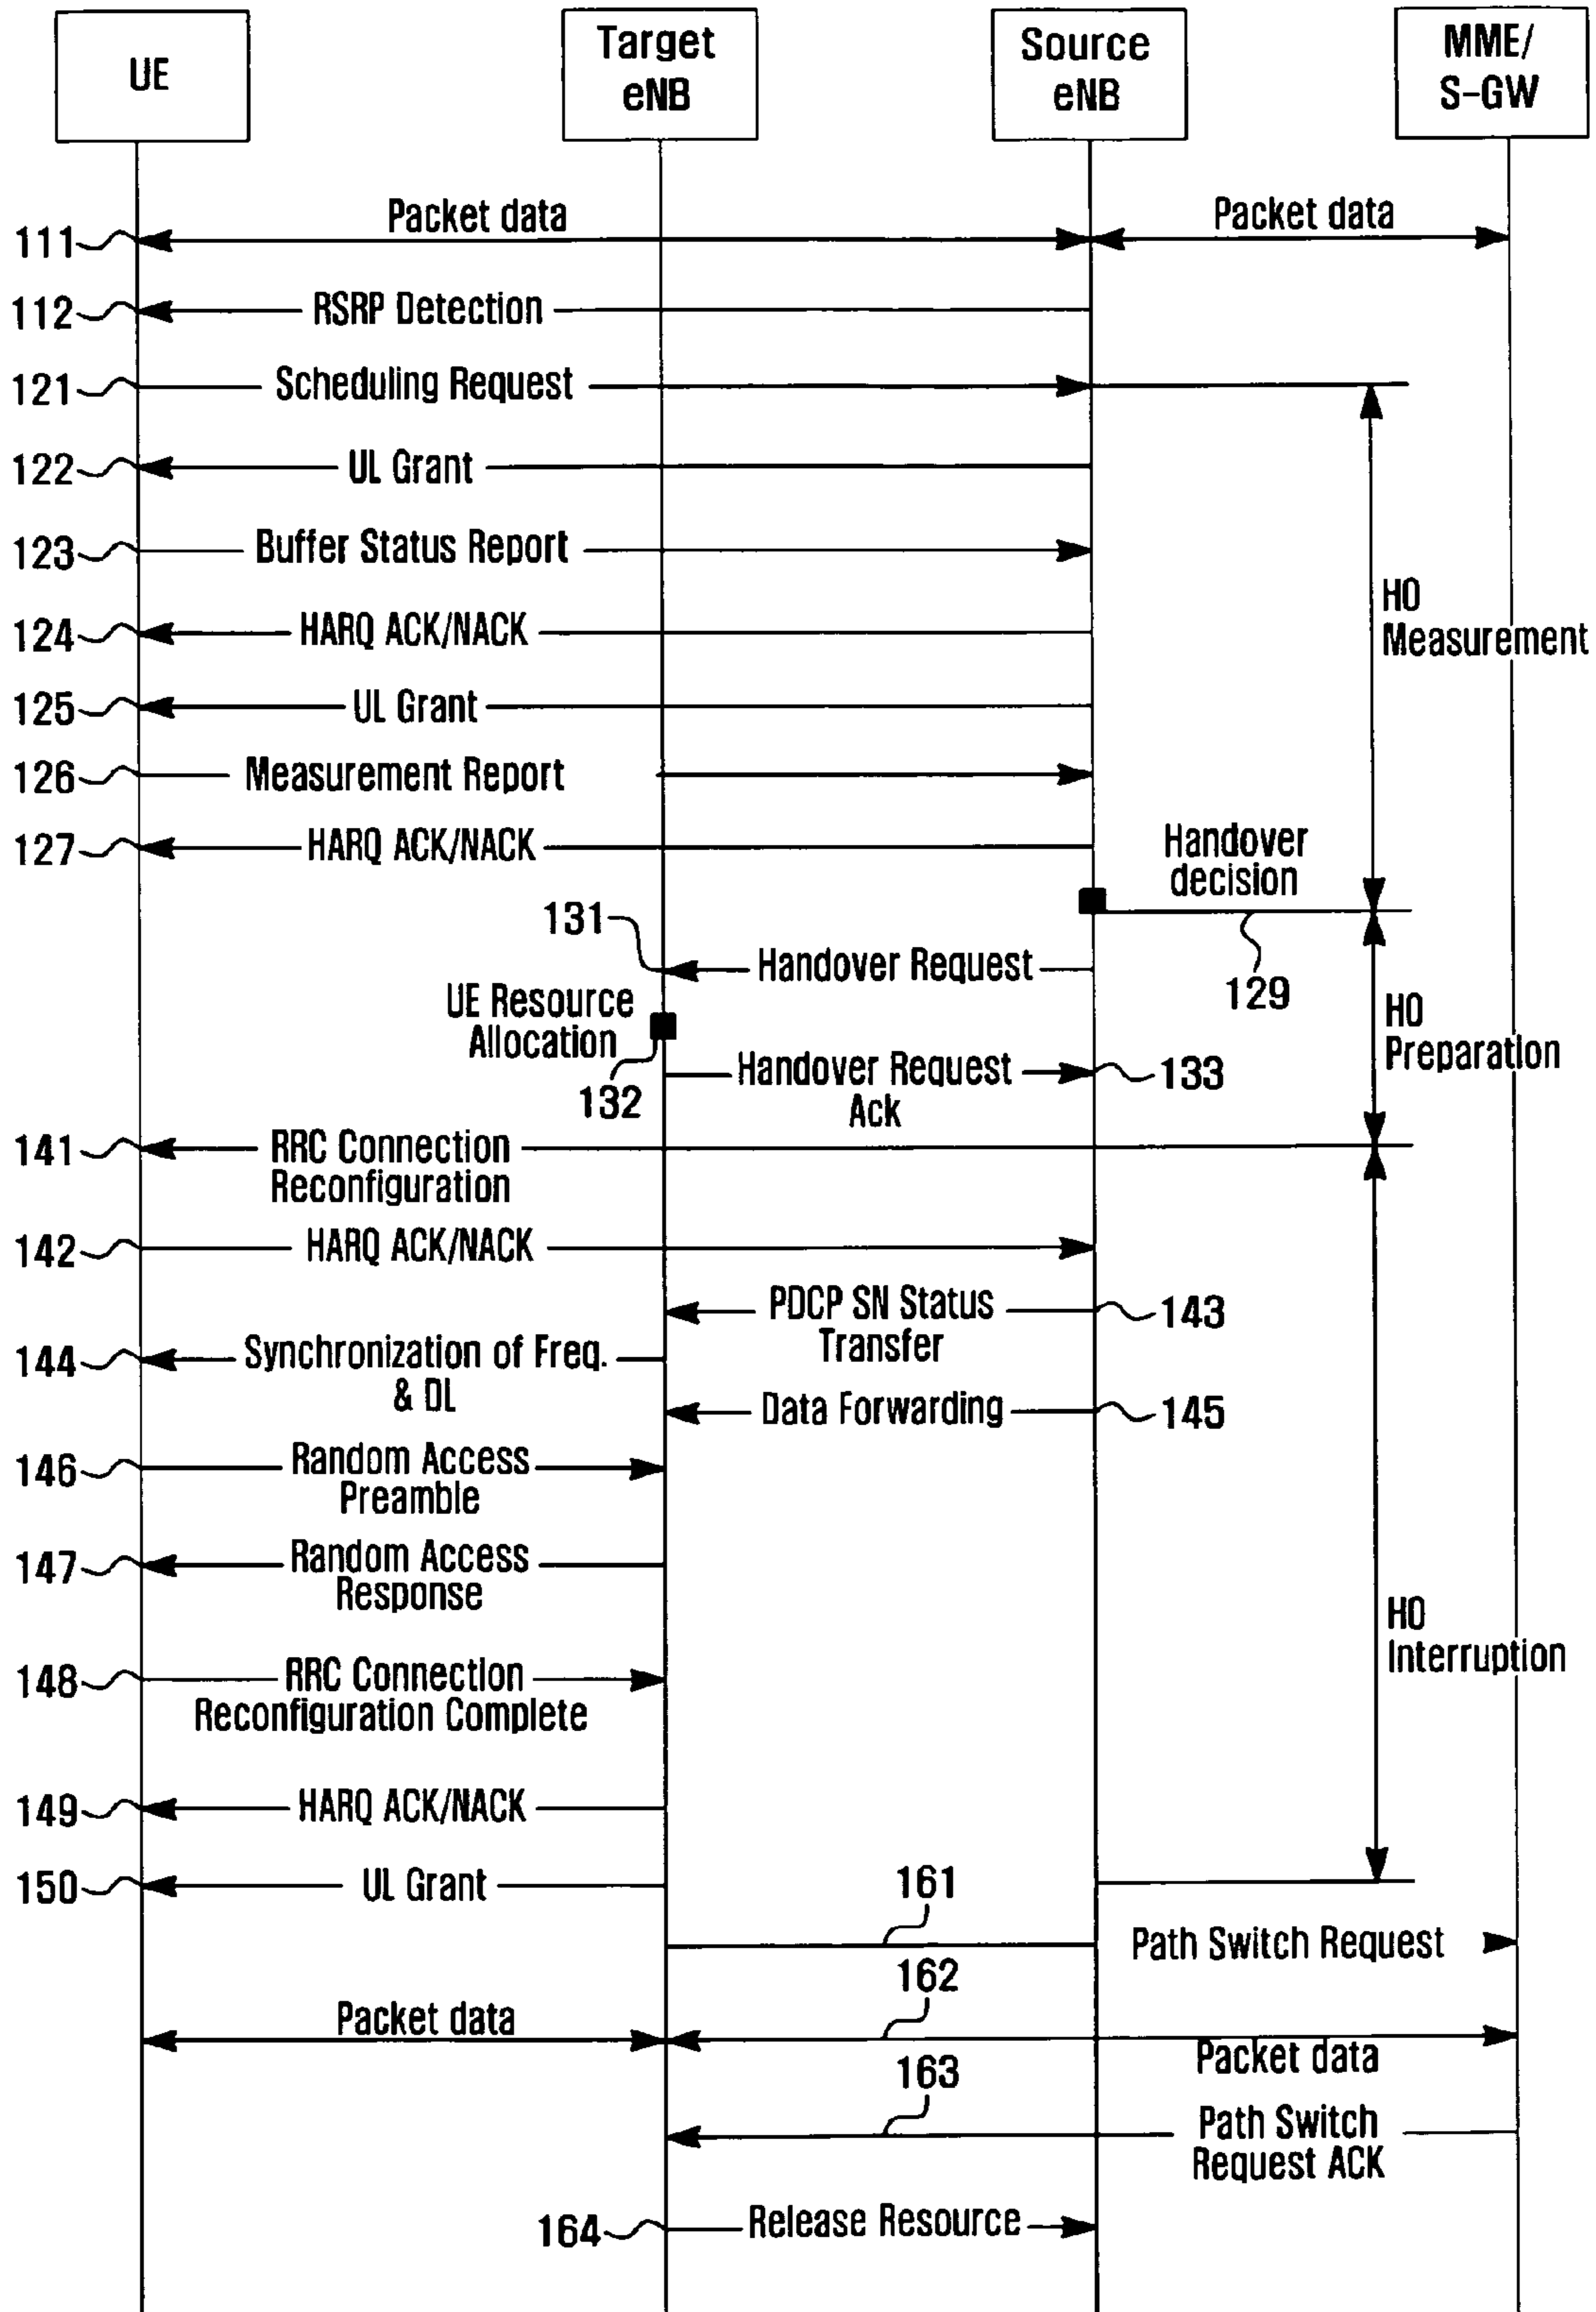 UE
Target
eNB
Source
eNB
MME/
S-GW
111
Packet data
Packet data
112
RSRP Detection
121
Scheduling Request
122
UL Grant
123
Buffer Status Report
HO
Measurement
124
HARQ ACK/NACK
125
UL Grant
126
Measurement Report
127
HARQ ACK/NACK
Handover
decision
129
131
Handover Request
UE Resource
Allocation
132
HO
Preparation
Handover Request
Ack
133
141
RRC Connection
Reconfiguration
142
HARQ ACK/NACK
PDCP SN Status
Transfer
143
144
Synchronization of Freq.
& DL
Data Forwarding
145
146
Random Access
Preamble
147
Random Access
Response
HO
Interruption
148
RRC Connection
Reconfiguration Complete
149
HARQ ACK/NACK
150
UL Grant
161
Path Switch Request
162
Packet data
Packet data
163
Path Switch
Request ACK
164
Release Resource